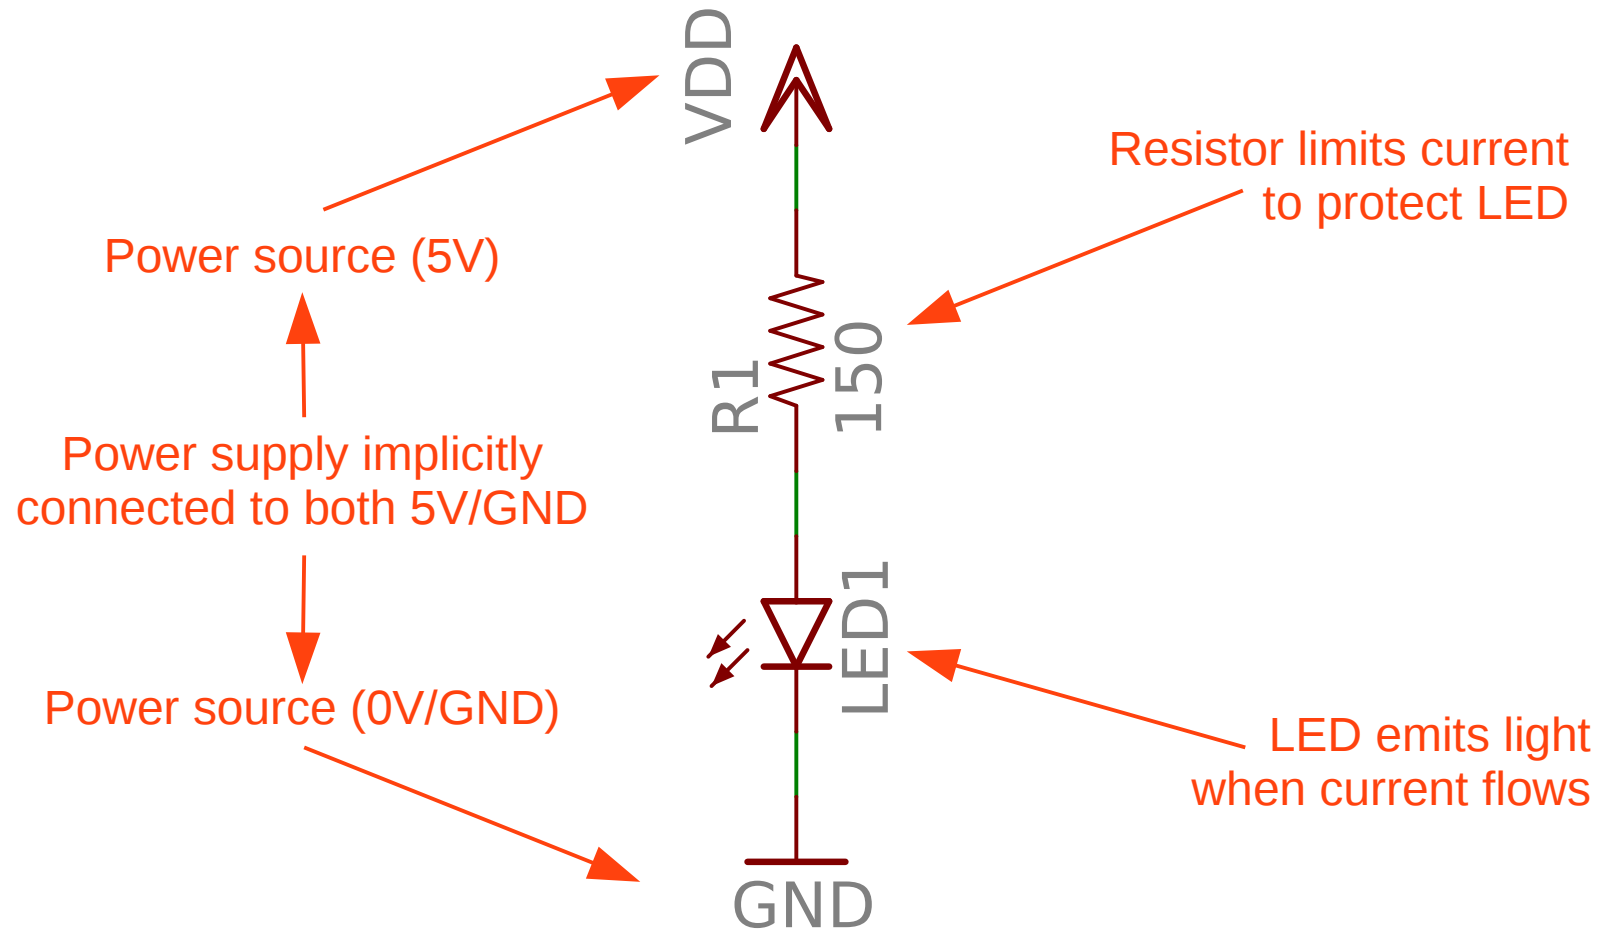 VDD
Resistor limits current
to protect LED
Power source (5V)
R1
150
Power supply implicitly
connected to both 5V/GND
LED1
Power source (0V/GND)
LED emits light
when current flows
GND